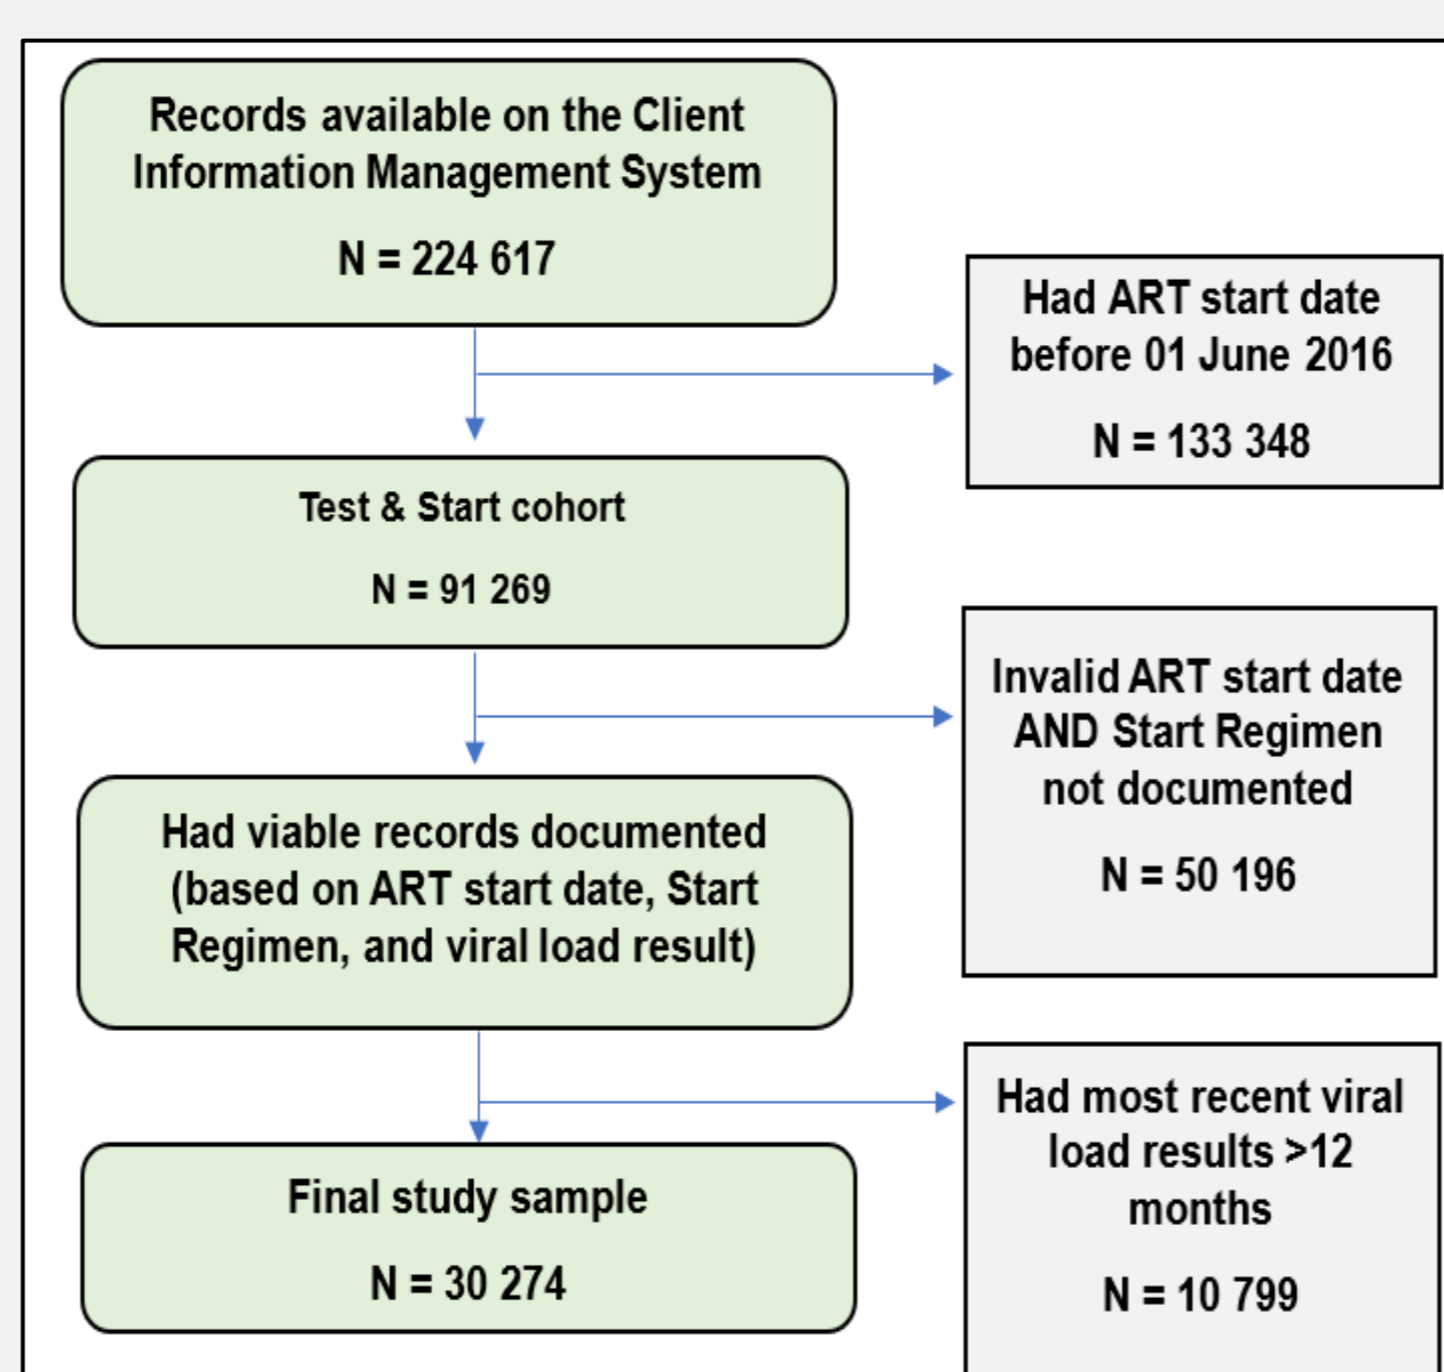 Records available on the Client
Information Management System
N = 224 617
Had ART start date
before 01 June 2016
N = 133 348
Test & Start cohort
N = 91 269
Invalid ART start date
AND Start Regimen
not documented
N = 50 196
Had viable records documented
(based on ART start date, Start
Regimen, and viral load result)
Had most recent viral
load results >12
months
N = 10 799
Final study sample
N = 30 274